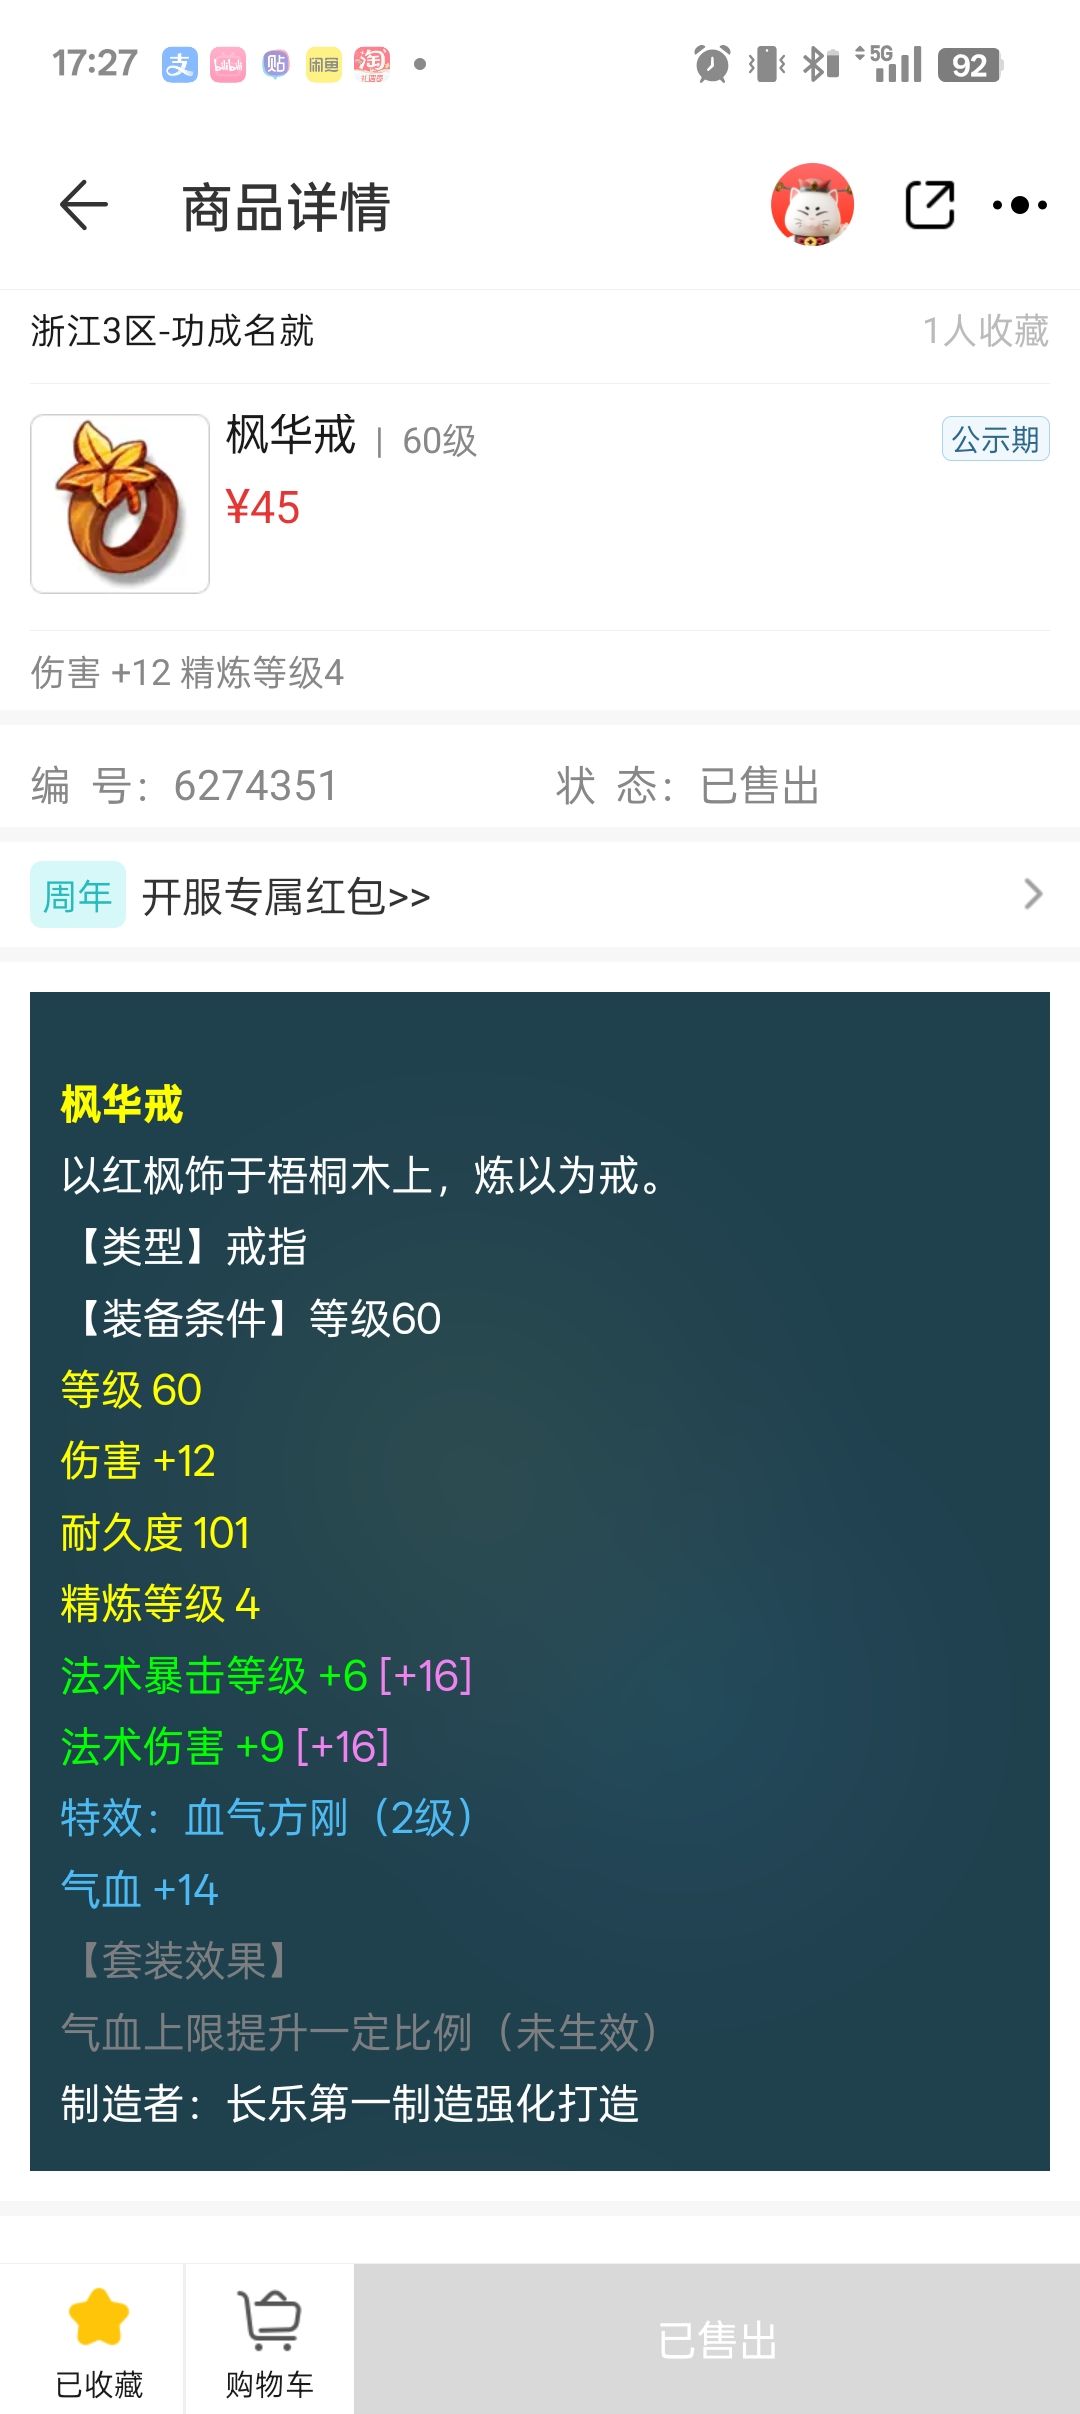 17:27 支 bilibili 贴 闲鱼 淘 5G 92
商品详情
浙江3区-功成名就 1人收藏
枫华戒 | 60级 公示期
¥45
伤害 +12 精炼等级4
编 号：6274351 状 态：已售出
周年 开服专属红包>>
枫华戒
以红枫饰于梧桐木上，炼以为戒。
【类型】戒指
【装备条件】等级60
等级 60
伤害 +12
耐久度 101
精炼等级 4
法术暴击等级 +6 [+16]
法术伤害 +9 [+16]
特效：血气方刚（2级）
气血 +14
【套装效果】
气血上限提升一定比例（未生效）
制造者：长乐第一制造强化打造
已收藏 购物车 已售出